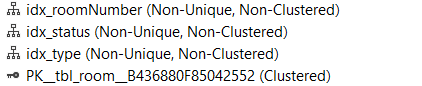 idx_roomNumber (Non-Unique, Non-Clustered)
idx_status (Non-Unique, Non-Clustered)
idx_type (Non-Unique, Non-Clustered)
PK__tbl_room__B436880F85042552 (Clustered)